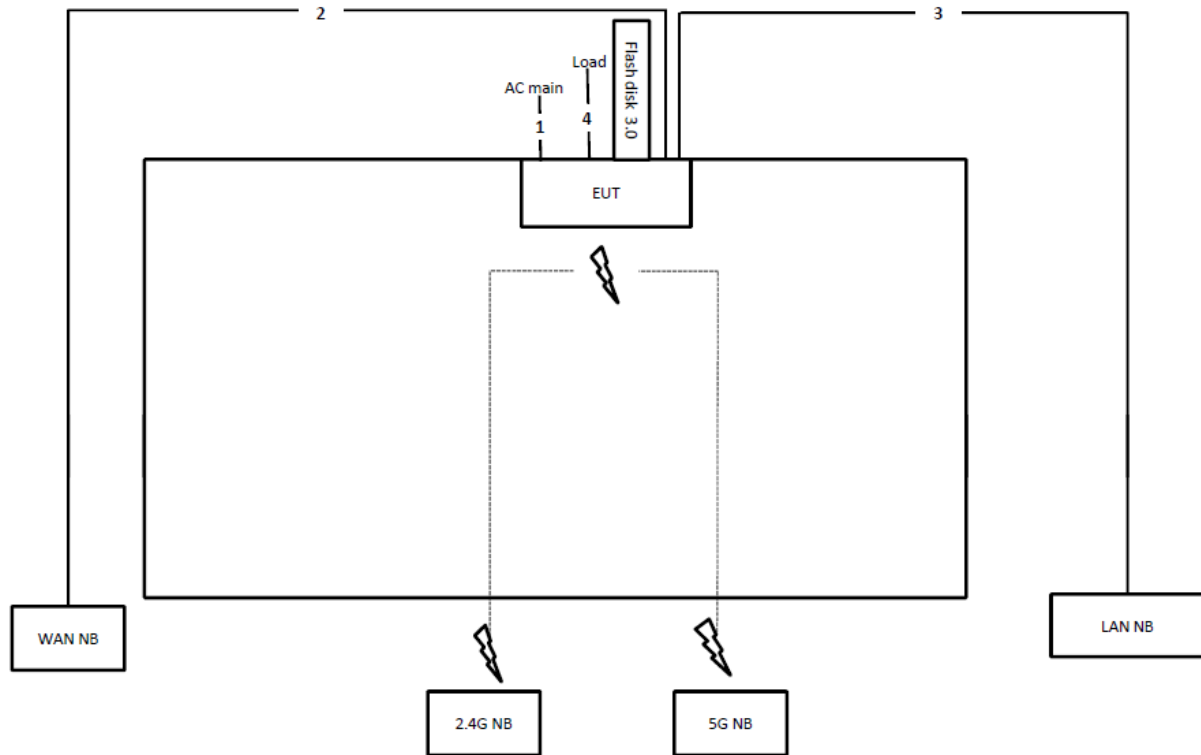 2
3
Load
AC main
Flash disk 3.0
1
4
EUT
WAN NB
LAN NB
2.4G NB
5G NB